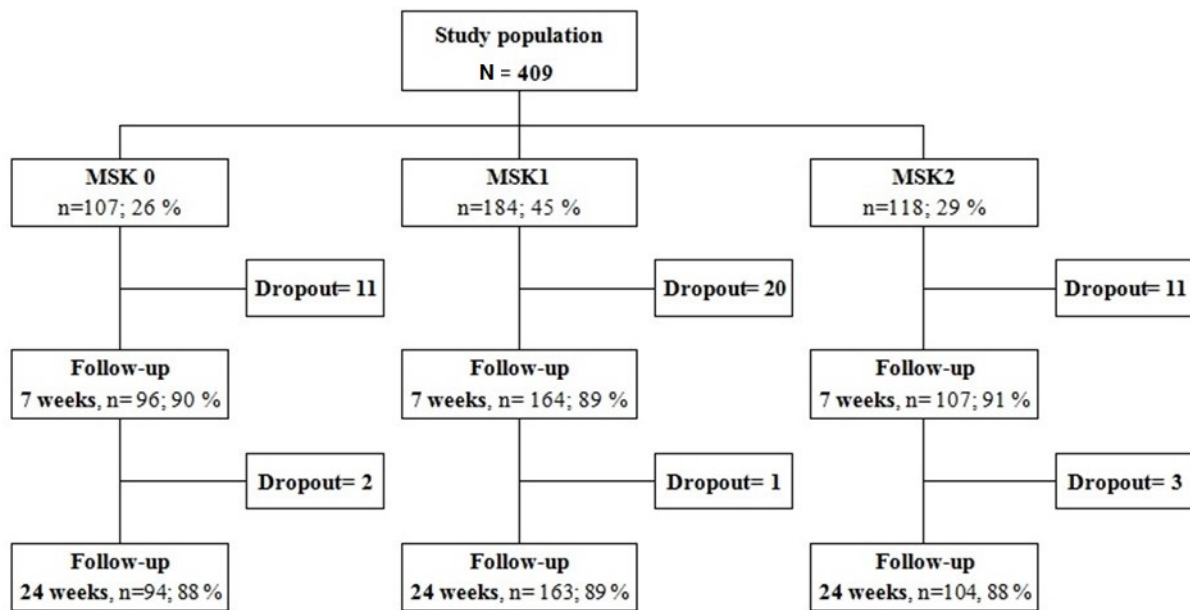 Study population
N = 409
MSK 0
n=107; 26 %
MSK1
n=184; 45 %
MSK2
n=118; 29 %
Dropout= 11
Dropout= 20
Dropout= 11
Follow-up
7 weeks, n= 96; 90 %
Follow-up
7 weeks, n= 164; 89 %
Follow-up
7 weeks, n= 107; 91 %
Dropout= 2
Dropout= 1
Dropout= 3
Follow-up
24 weeks, n=94; 88 %
Follow-up
24 weeks, n= 163; 89 %
Follow-up
24 weeks, n=104, 88 %